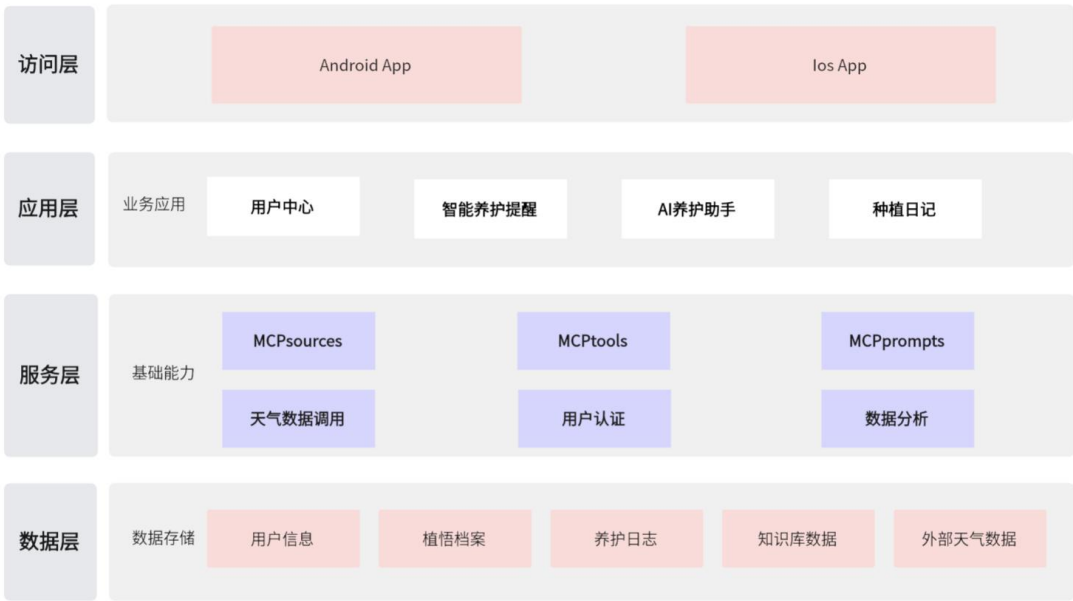 访问层
Android App
Ios App
应用层
业务应用
用户中心
智能养护提醒
AI养护助手
种植日记
服务层
基础能力
MCPsources
MCPtools
MCPprompts
天气数据调用
用户认证
数据分析
数据层
数据存储
用户信息
植悟档案
养护日志
知识库数据
外部天气数据